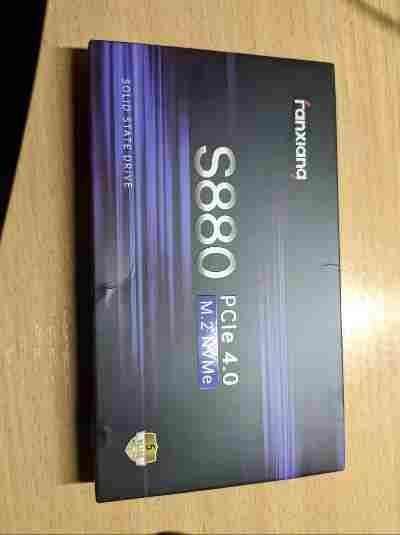 fanxiang
S880
PCIe 4.0
M.2 NVMe
SOLID STATE DRIVE
5